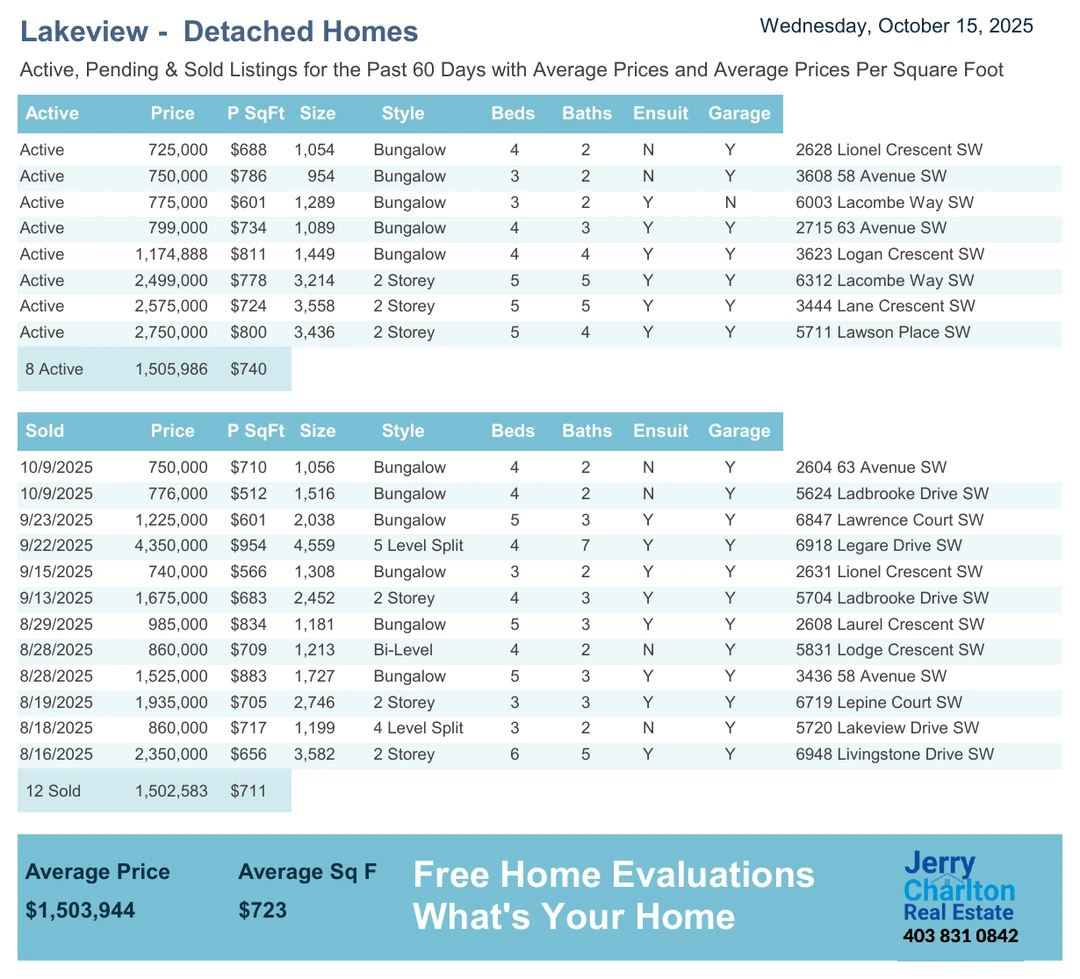 Lakeview - Detached Homes
Wednesday, October 15, 2025
Active, Pending & Sold Listings for the Past 60 Days with Average Prices and Average Prices Per Square Foot
Active Price P SqFt Size Style Beds Baths Ensuit Garage
Active 725,000 $688 1,054 Bungalow 4 2 N Y 2628 Lionel Crescent SW
Active 750,000 $786 954 Bungalow 3 2 N Y 3608 58 Avenue SW
Active 775,000 $601 1,289 Bungalow 3 2 Y N 6003 Lacombe Way SW
Active 799,000 $734 1,089 Bungalow 4 3 Y Y 2715 63 Avenue SW
Active 1,174,888 $811 1,449 Bungalow 4 4 Y Y 3623 Logan Crescent SW
Active 2,499,000 $778 3,214 2 Storey 5 5 Y Y 6312 Lacombe Way SW
Active 2,575,000 $724 3,558 2 Storey 5 5 Y Y 3444 Lane Crescent SW
Active 2,750,000 $800 3,436 2 Storey 5 4 Y Y 5711 Lawson Place SW
8 Active 1,505,986 $740
Sold Price P SqFt Size Style Beds Baths Ensuit Garage
10/9/2025 750,000 $710 1,056 Bungalow 4 2 N Y 2604 63 Avenue SW
10/9/2025 776,000 $512 1,516 Bungalow 4 2 N Y 5624 Ladbrooke Drive SW
9/23/2025 1,225,000 $601 2,038 Bungalow 5 3 Y Y 6847 Lawrence Court SW
9/22/2025 4,350,000 $954 4,559 5 Level Split 4 7 Y Y 6918 Legare Drive SW
9/15/2025 740,000 $566 1,308 Bungalow 3 2 Y Y 2631 Lionel Crescent SW
9/13/2025 1,675,000 $683 2,452 2 Storey 4 3 Y Y 5704 Ladbrooke Drive SW
8/29/2025 985,000 $834 1,181 Bungalow 5 3 Y Y 2608 Laurel Crescent SW
8/28/2025 860,000 $709 1,213 Bi-Level 4 2 N Y 5831 Lodge Crescent SW
8/28/2025 1,525,000 $883 1,727 Bungalow 5 3 Y Y 3436 58 Avenue SW
8/19/2025 1,935,000 $705 2,746 2 Storey 3 3 Y Y 6719 Lepine Court SW
8/18/2025 860,000 $717 1,199 4 Level Split 3 2 N Y 5720 Lakeview Drive SW
8/16/2025 2,350,000 $656 3,582 2 Storey 6 5 Y Y 6948 Livingstone Drive SW
12 Sold 1,502,583 $711
Average Price Average Sq F
$1,503,944 $723
Free Home Evaluations
What's Your Home
Jerry
Charlton
Real Estate
403 831 0842